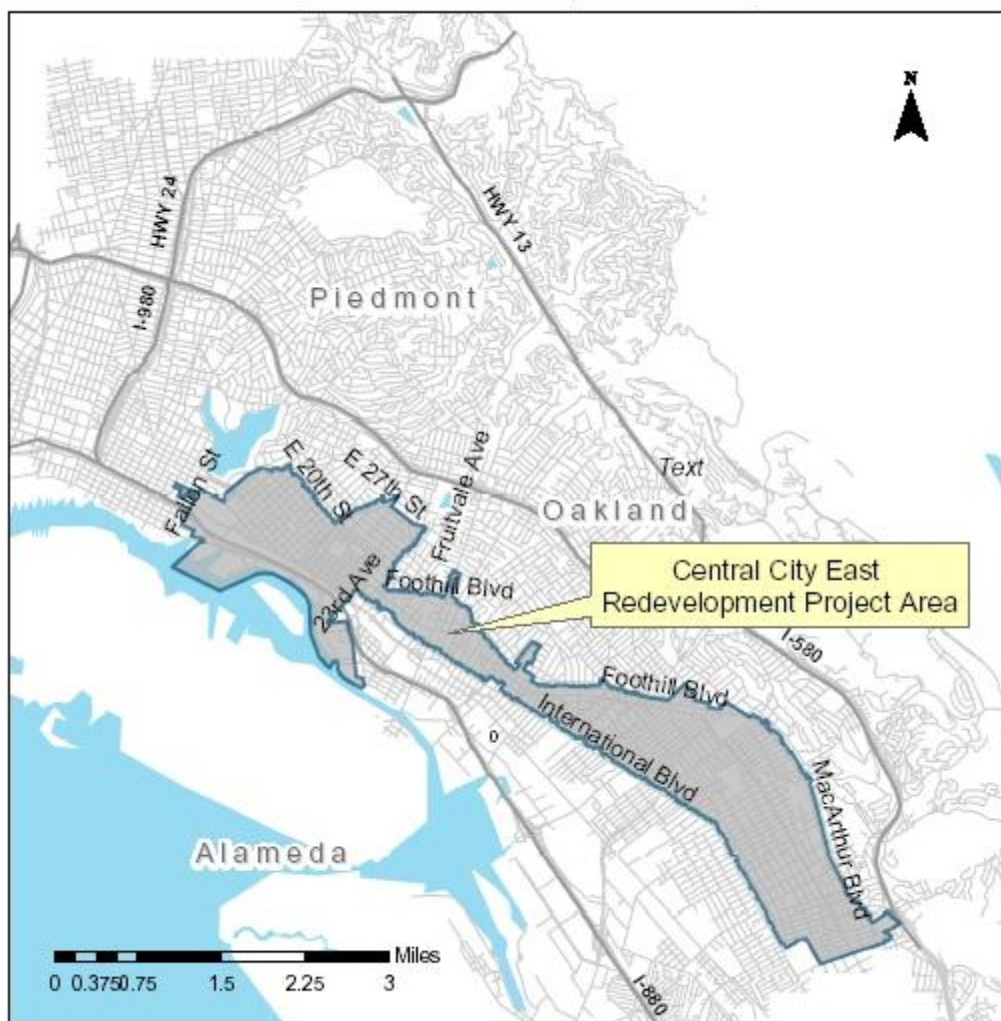 N
HWY 24
HWY 13
I-980
Piedmont
Fallon St
E 20th St
E 27th St
Fruitvale Ave
Text
Oakland
23rd Ave
Foothill Blvd
Central City East
Redevelopment Project Area
I-580
Foothill Blvd
International Blvd
0
MacArthur Blvd
Alameda
Miles
0 0.375 0.75 1.5 2.25 3
I-880